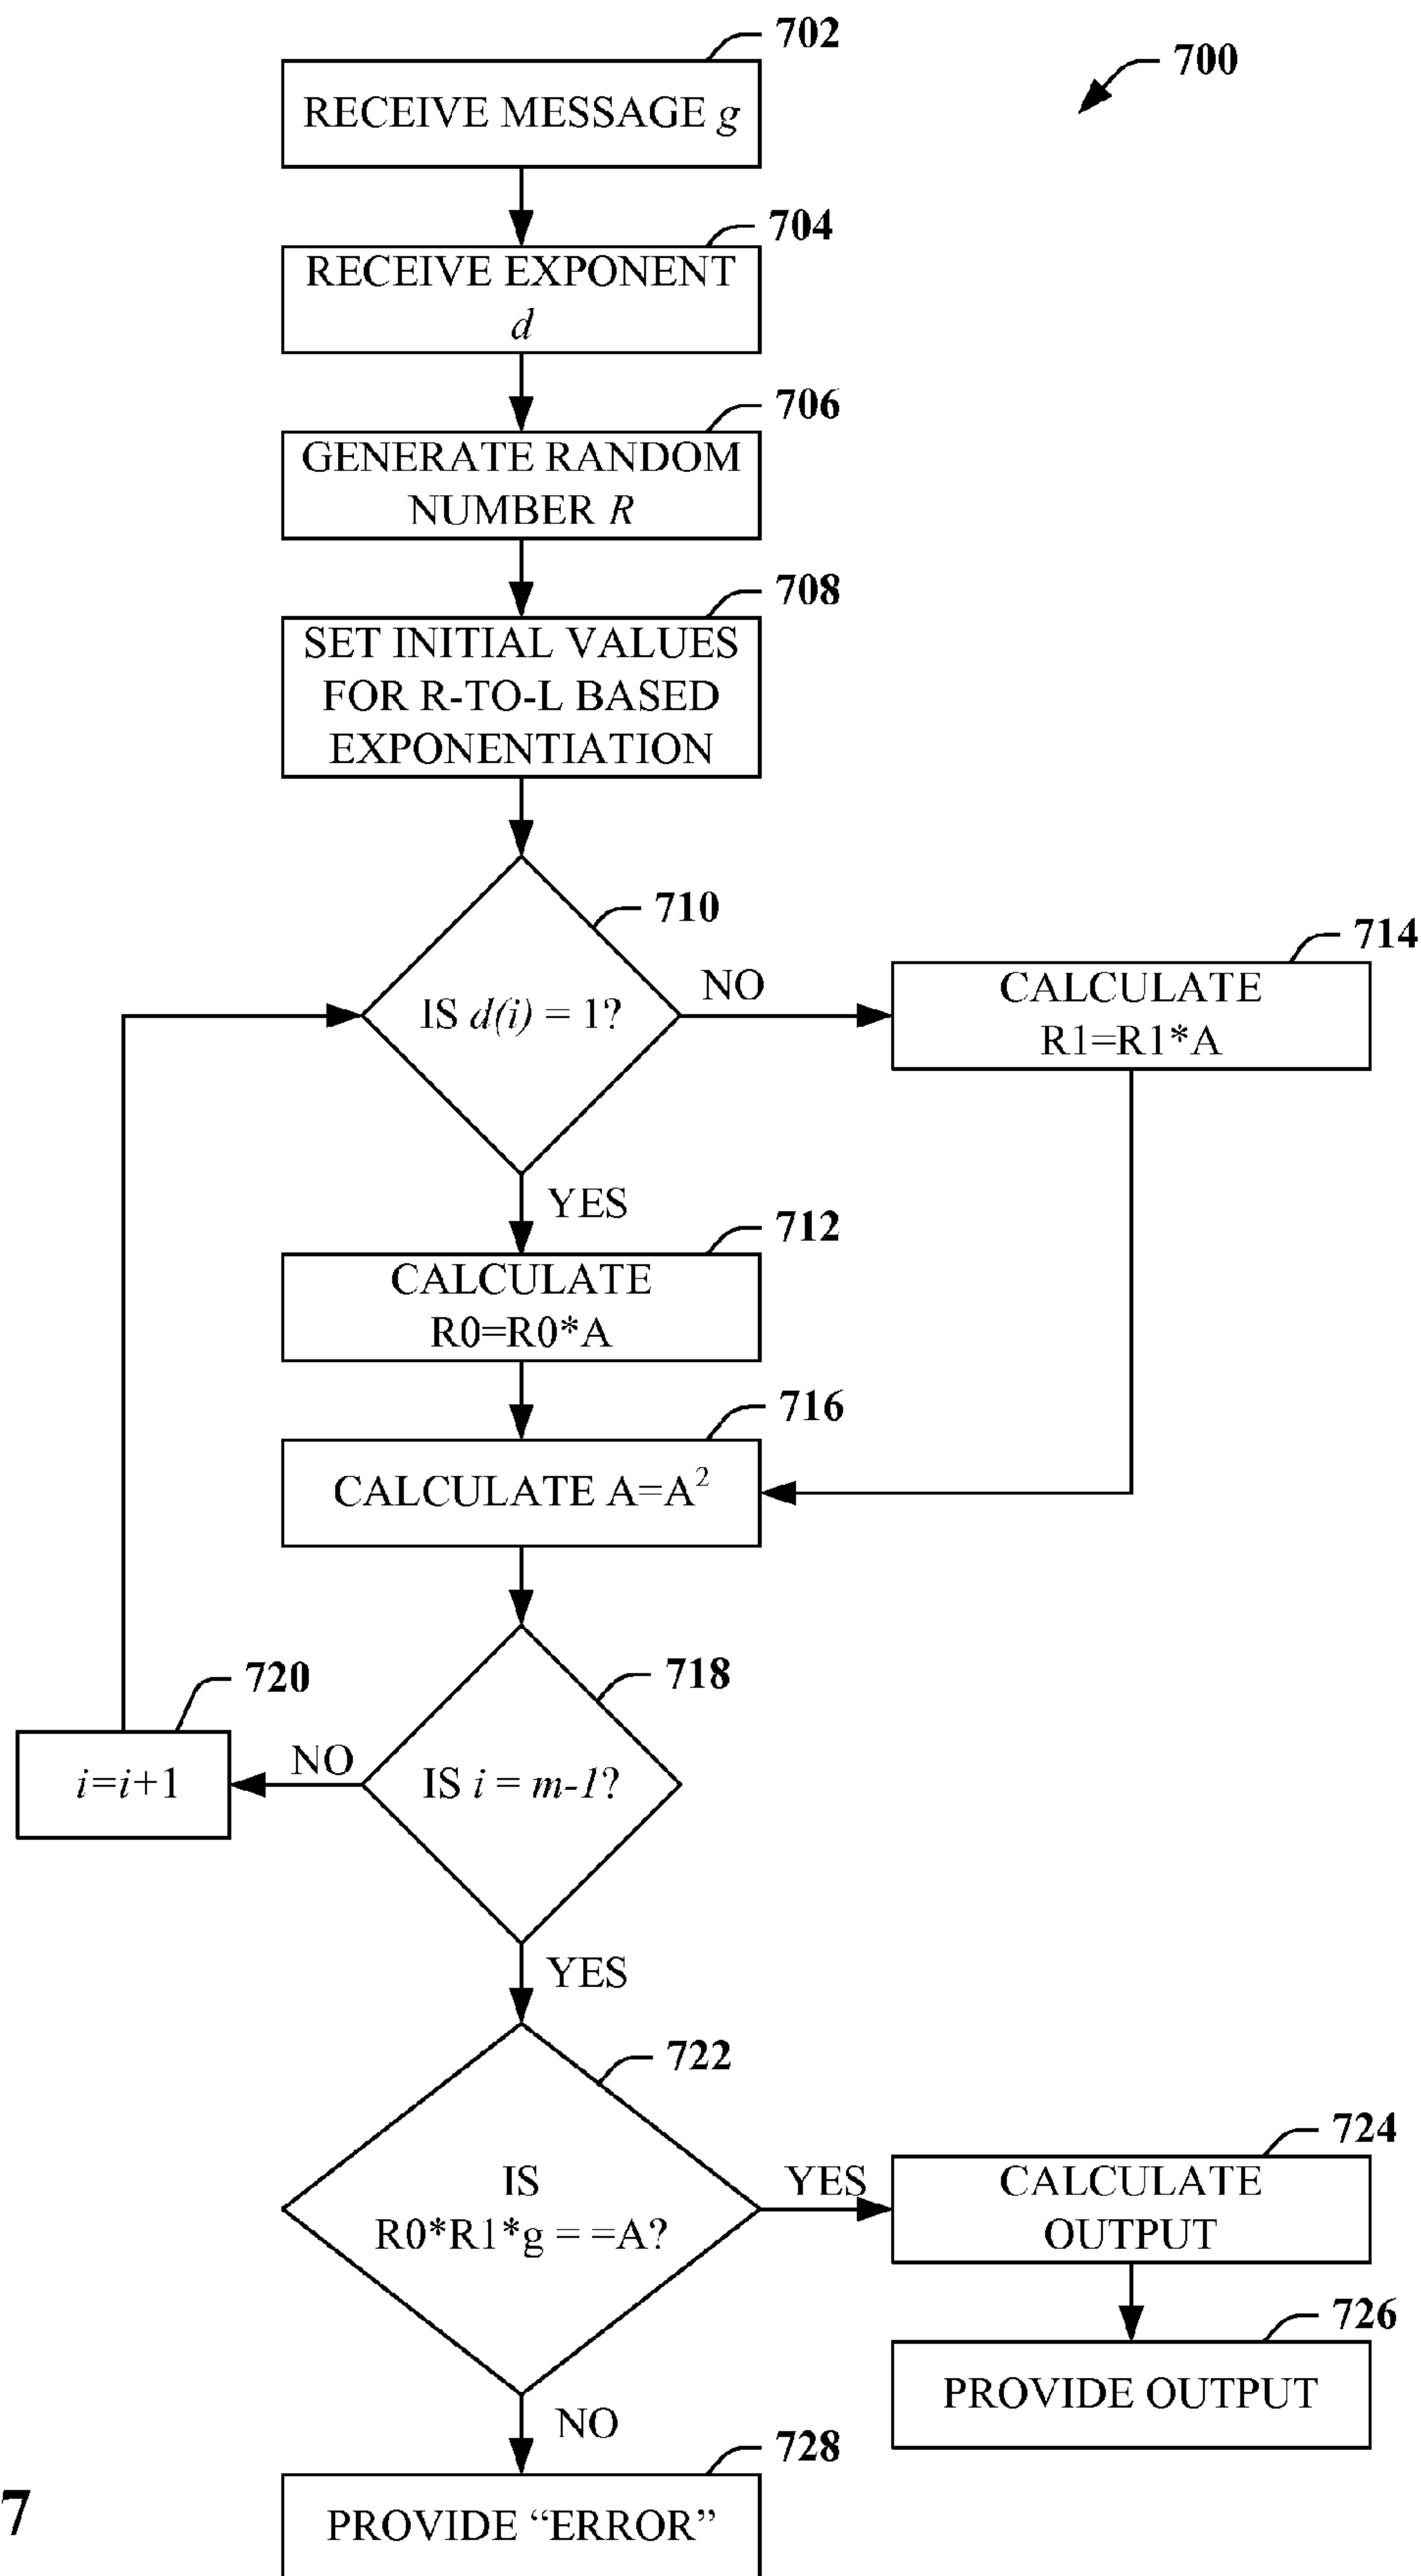 702
700
RECEIVE MESSAGE g
704
RECEIVE EXPONENT
d
706
GENERATE RANDOM
NUMBER R
708
SET INITIAL VALUES
FOR R-TO-L BASED
EXPONENTIATION
710
714
IS d(i) = 1?
NO
CALCULATE
R1=R1*A
YES
712
CALCULATE
R0=R0*A
716
CALCULATE A=A²
718
720
i=i+1
NO
IS i = m-1?
YES
722
724
IS
R0*R1*g = =A?
YES
CALCULATE
OUTPUT
726
PROVIDE OUTPUT
NO
728
7
PROVIDE “ERROR”